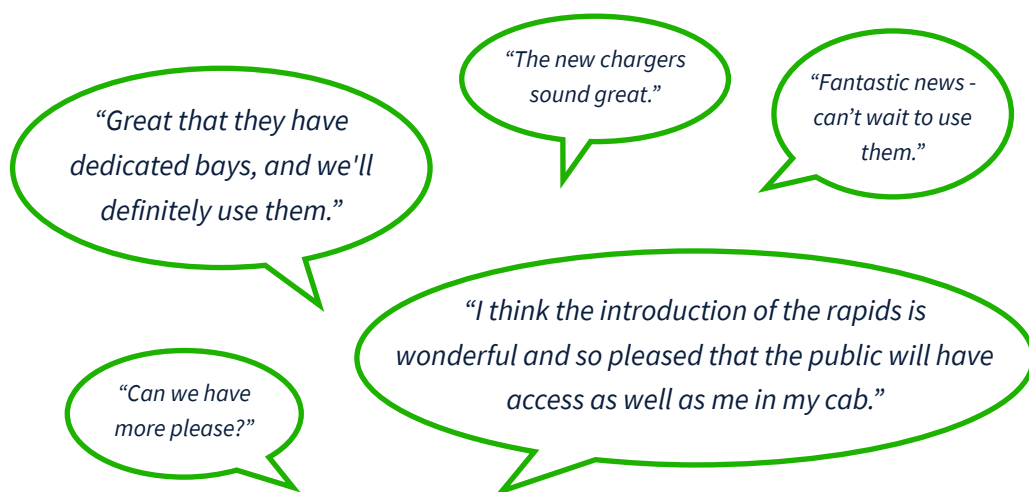 “The new chargers
sound great.”
“Fantastic news -
can’t wait to use
them.”
“Great that they have
dedicated bays, and we'll
definitely use them.”
“I think the introduction of the rapids is
wonderful and so pleased that the public will have
access as well as me in my cab.”
“Can we have
more please?”